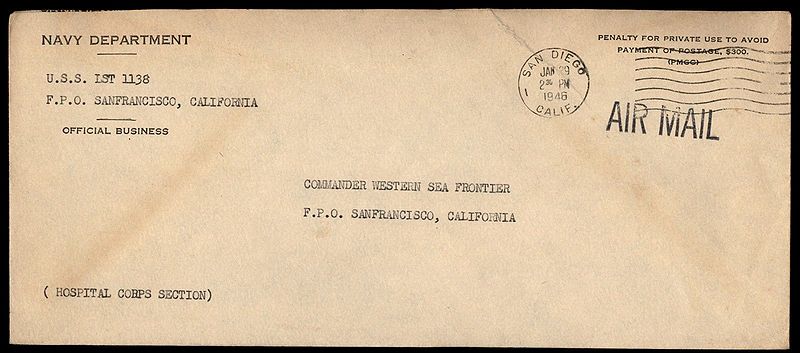 NAVY DEPARTMENT
U.S.S. LST 1138
F.P.O. SANFRANCISCO, CALIFORNIA
OFFICIAL BUSINESS
SAN DIEGO
JAN 29
2 30 PM
1946
1
CALIF.
PENALTY FOR PRIVATE USE TO AVOID
PAYMENT OF POSTAGE, $300.
(PMGC)
AIR MAIL
COMMANDER WESTERN SEA FRONTIER
F.P.O. SANFRANCISCO, CALIFORNIA
( HOSPITAL CORPS SECTION)